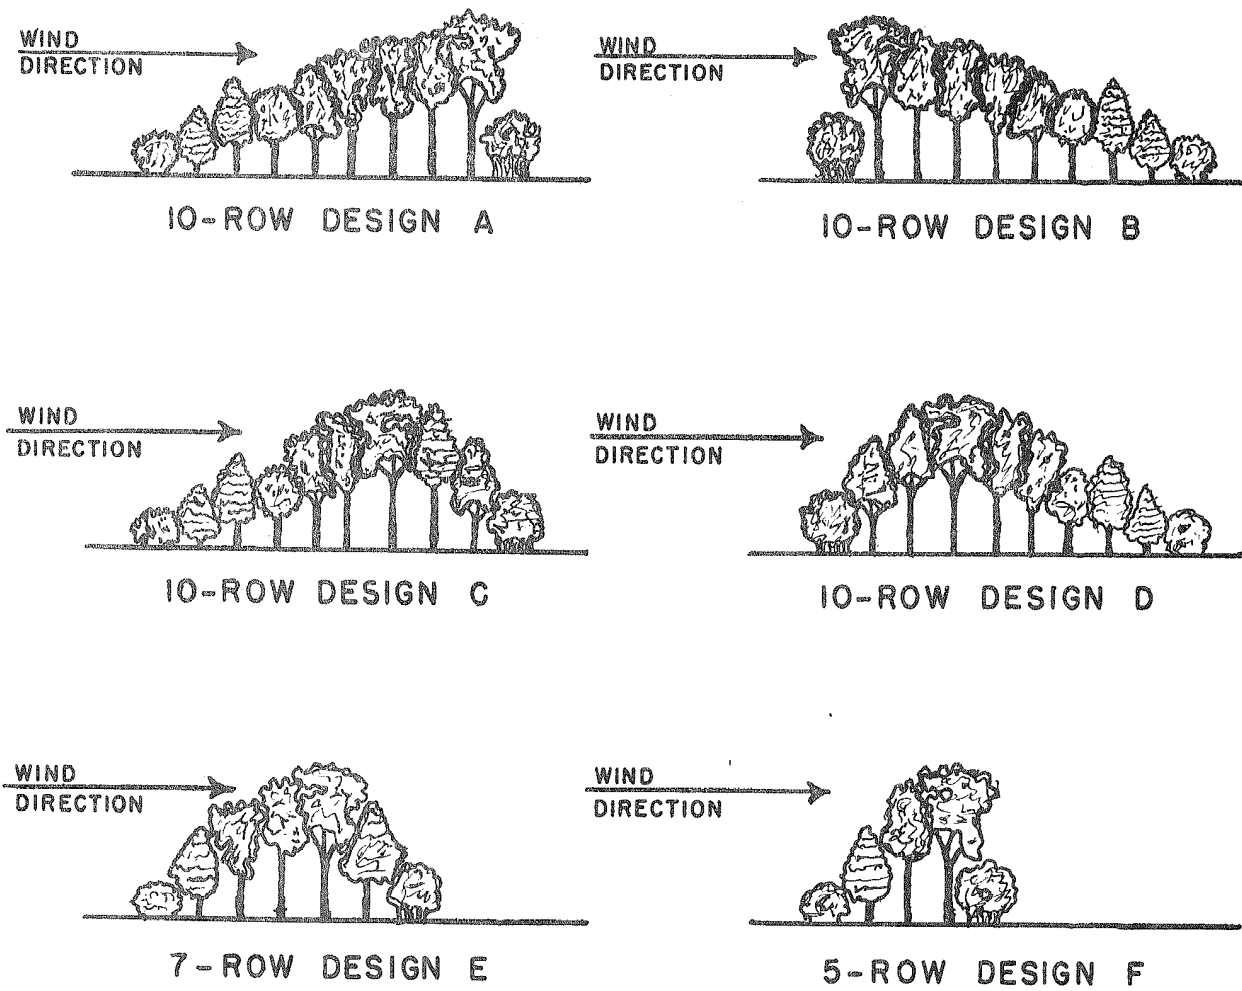 WIND
DIRECTION
10-ROW DESIGN A
WIND
DIRECTION
10-ROW DESIGN B
WIND
DIRECTION
10-ROW DESIGN C
WIND
DIRECTION
10-ROW DESIGN D
WIND
DIRECTION
7-ROW DESIGN E
WIND
DIRECTION
5-ROW DESIGN F